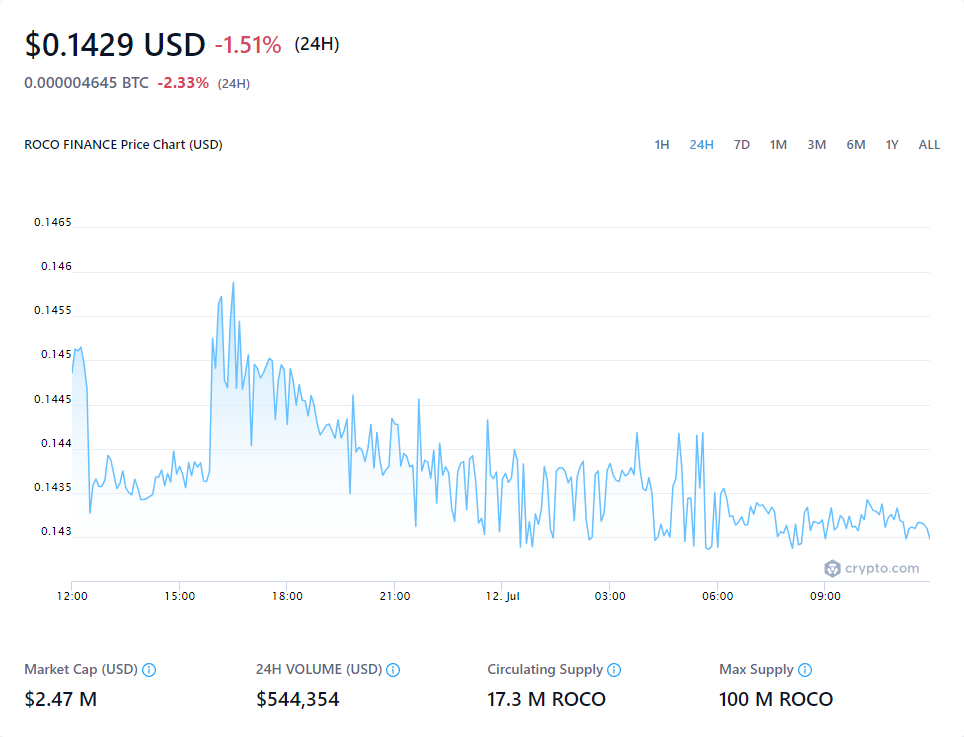 $0.1429 USD -1.51% (24H)
0.000004645 BTC -2.33% (24H)
ROCO FINANCE Price Chart (USD) 1H 24H 7D 1M 3M 6M 1Y ALL
0.1465
0.146
0.1455
0.145
0.1445
0.144
0.1435
0.143
crypto.com
12:00 15:00 18:00 21:00 12. Jul 03:00 06:00 09:00
Market Cap (USD) 24H VOLUME (USD) Circulating Supply Max Supply
$2.47 M $544,354 17.3 M ROCO 100 M ROCO